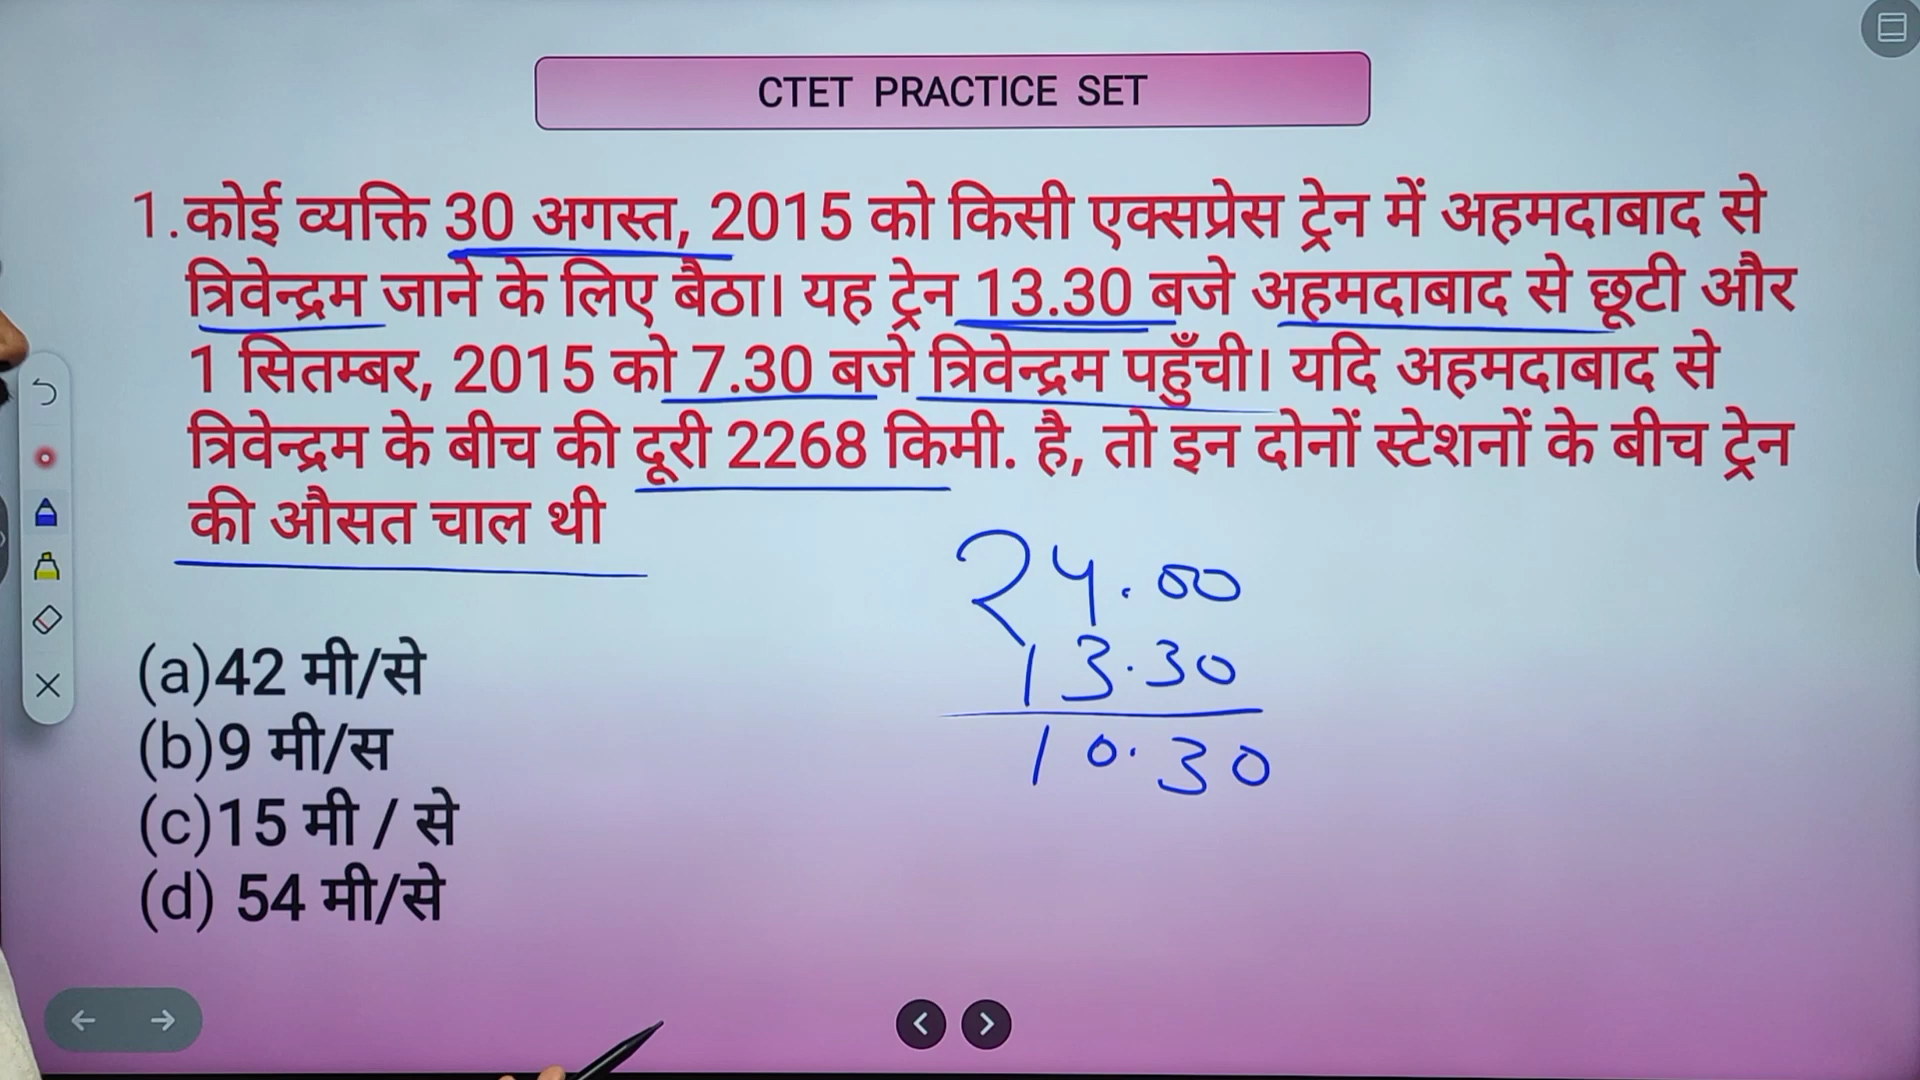 CTET PRACTICE SET
1.कोई व्यक्ति 30 अगस्त, 2015 को किसी एक्सप्रेस ट्रेन में अहमदाबाद से
त्रिवेन्द्रम जाने के लिए बैठा। यह ट्रेन 13.30 बजे अहमदाबाद से छूटी और
1 सितम्बर, 2015 को 7.30 बजे त्रिवेन्द्रम पहुँची। यदि अहमदाबाद से
त्रिवेन्द्रम के बीच की दूरी 2268 किमी. है, तो इन दोनों स्टेशनों के बीच ट्रेन
की औसत चाल थी
(a)42 मी/से
(b)9 मी/स
(c)15 मी / से
(d) 54 मी/से
24.00
13.30
10.30